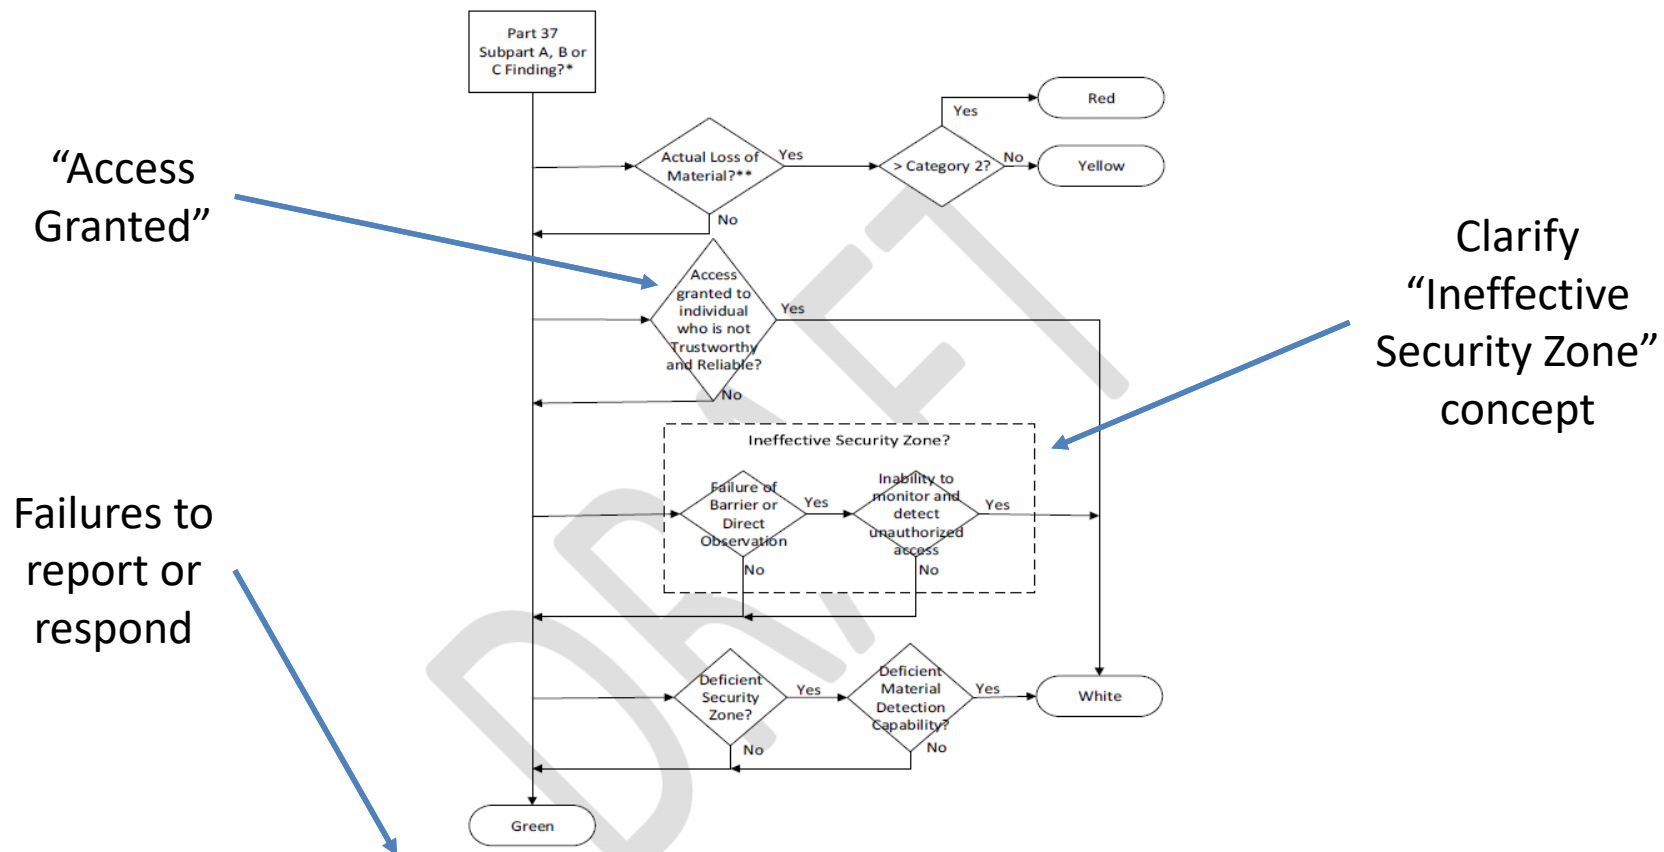 Part 37
Subpart A, B or
C Finding?*
Actual Loss of
Material?**
Yes
No
> Category 2?
Yes
Red
No
Yellow
“Access
Granted”
Access
granted to
individual
who is not
Trustworthy
and Reliable?
Yes
No
Clarify
“Ineffective
Security Zone”
concept
Ineffective Security Zone?
Failure of
Barrier or
Direct
Observation
Yes
No
Inability to
monitor and
detect
unauthorized
access
Yes
No
Failures to
report or
respond
Deficient
Security
Zone?
Yes
No
Deficient
Material
Detection
Capability?
Yes
No
White
Green
DRAFT